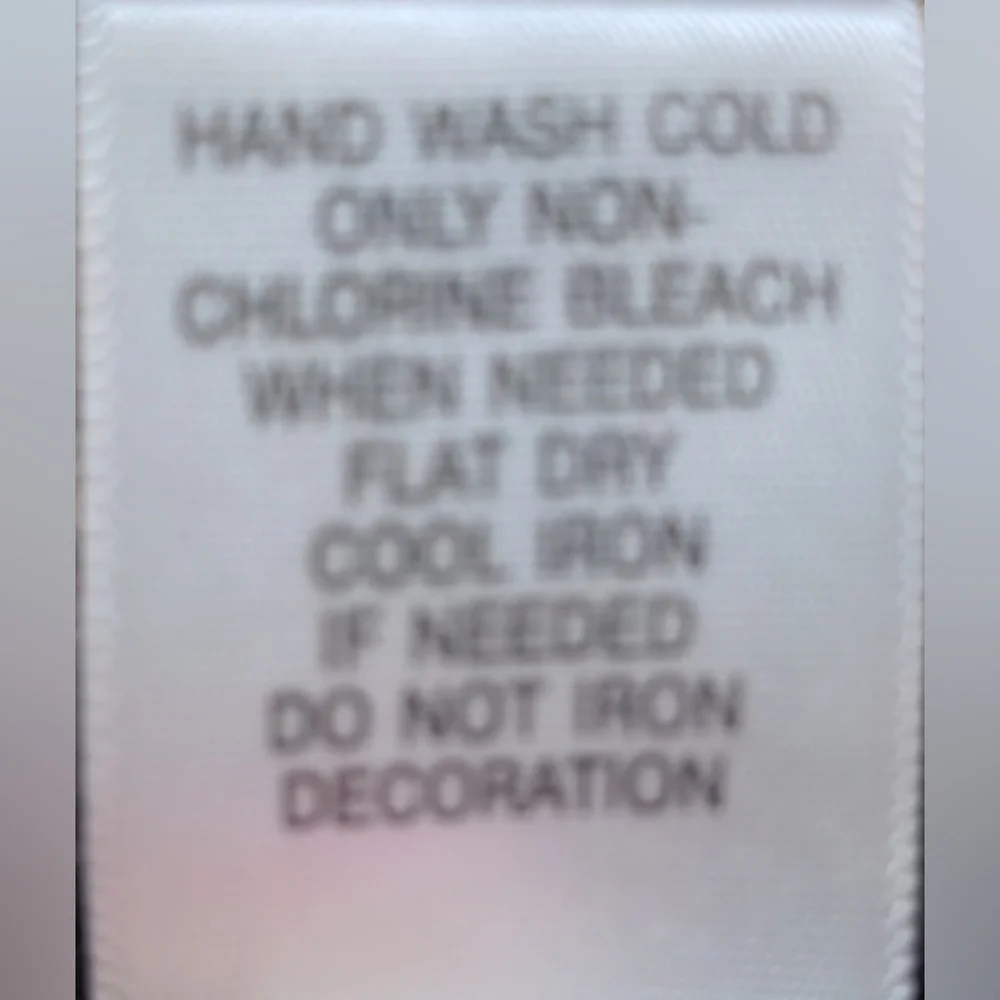 HAND WASH COLD
ONLY NON-
CHLORINE BLEACH
WHEN NEEDED
FLAT DRY
COOL IRON
IF NEEDED
DO NOT IRON
DECORATION